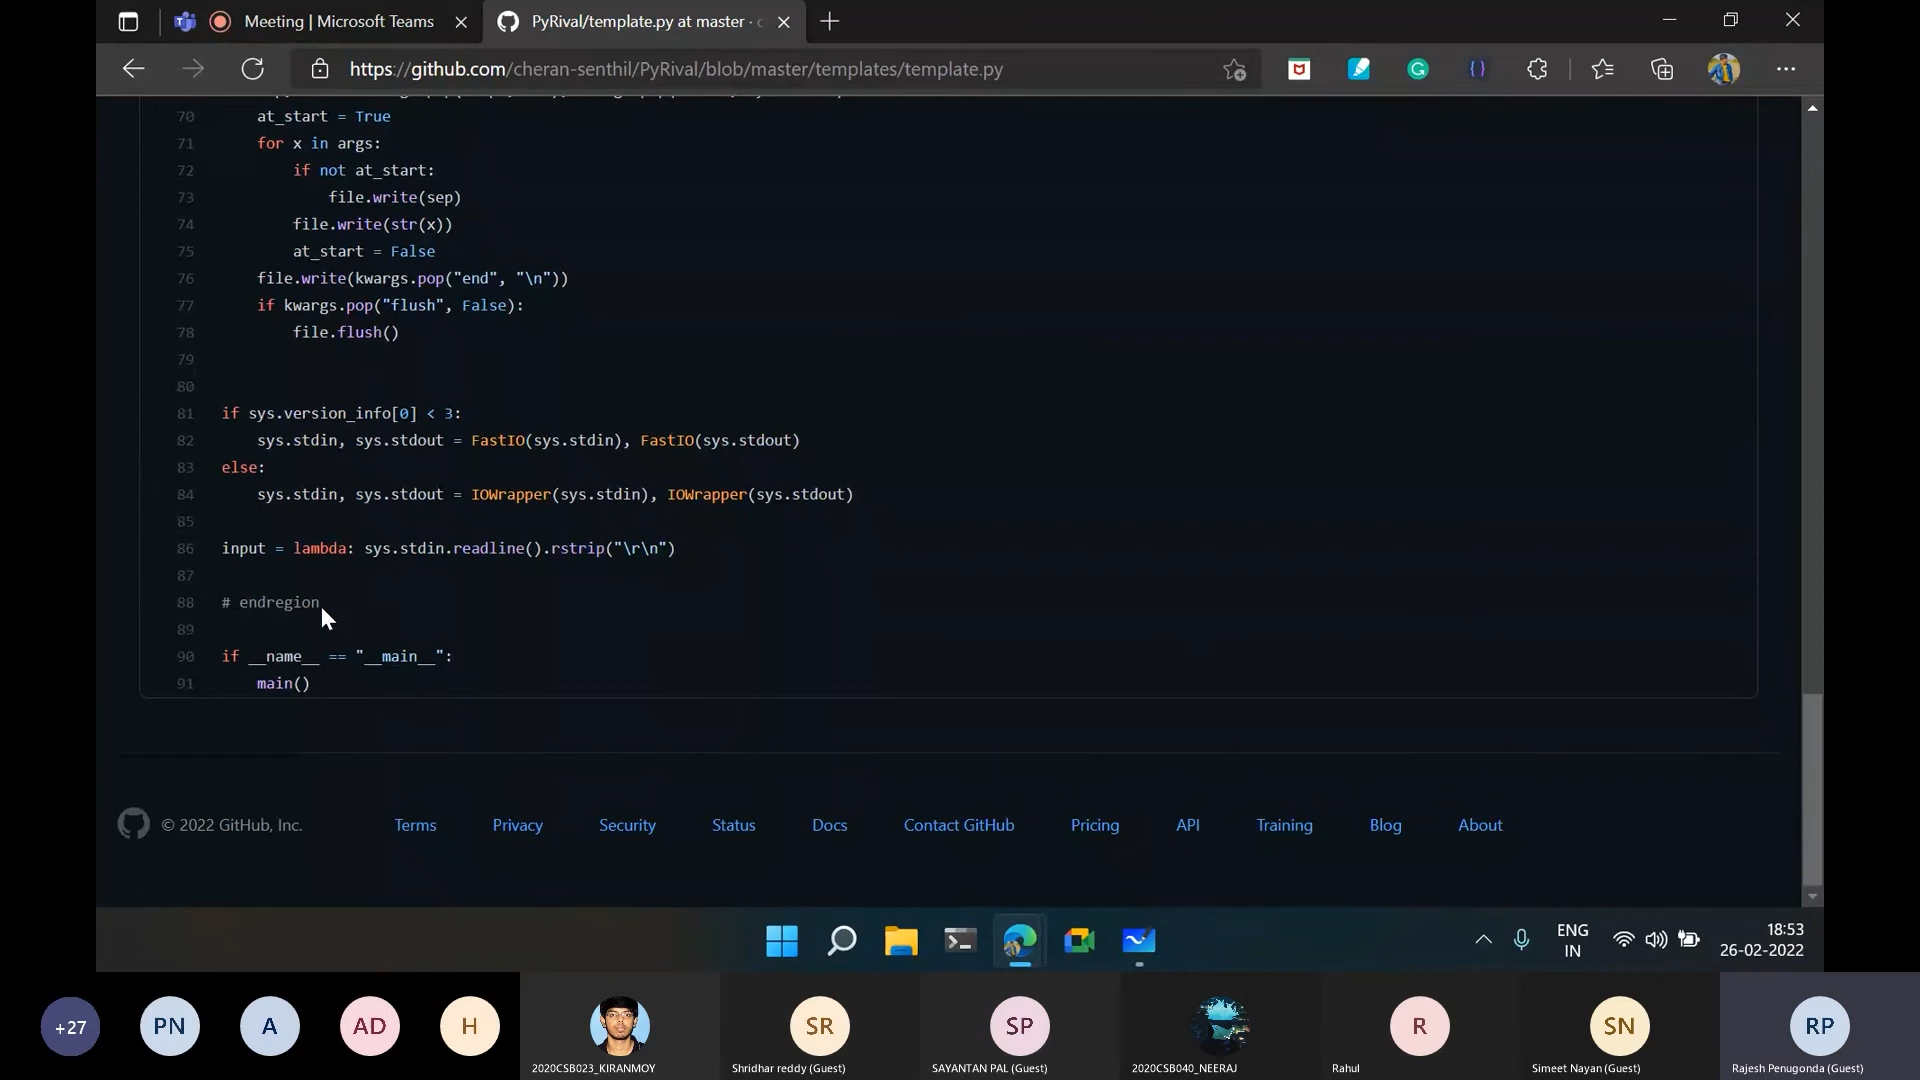 Meeting | Microsoft Teams
PyRival/template.py at master ·
https://github.com/cheran-senthil/PyRival/blob/master/templates/template.py
70 at_start = True
71 for x in args:
72 if not at_start:
73 file.write(sep)
74 file.write(str(x))
75 at_start = False
76 file.write(kwargs.pop("end", "\n"))
77 if kwargs.pop("flush", False):
78 file.flush()
79
80
81 if sys.version_info[0] < 3:
82 sys.stdin, sys.stdout = FastIO(sys.stdin), FastIO(sys.stdout)
83 else:
84 sys.stdin, sys.stdout = IOWrapper(sys.stdin), IOWrapper(sys.stdout)
85
86 input = lambda: sys.stdin.readline().rstrip("\r\n")
87
88 # endregion
89
90 if __name__ == "__main__":
91 main()
© 2022 GitHub, Inc. Terms Privacy Security Status Docs Contact GitHub Pricing API Training Blog About
ENG
IN
18:53
26-02-2022
+27 PN A AD H SR SP R SN RP
2020CSB023_KIRANMOY Shridhar reddy (Guest) SAYANTAN PAL (Guest) 2020CSB040_NEERAJ Rahul Simeet Nayan (Guest) Rajesh Penugonda (Guest)